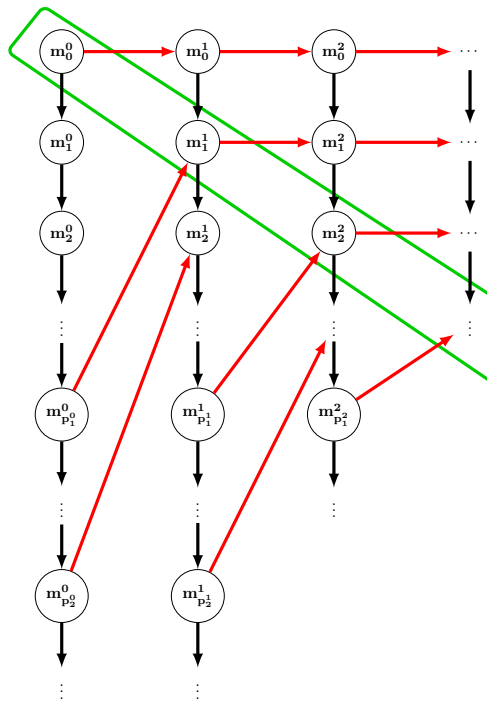 m_0^0 m_0^1 m_0^2 ⋯
m_1^0 m_1^1 m_1^2 ⋯
m_2^0 m_2^1 m_2^2 ⋯
⋮ ⋮ ⋮ ⋮
m_{p_1^0}^0 m_{p_1^1}^1 m_{p_1^2}^2
⋮ ⋮ ⋮
m_{p_2^0}^0 m_{p_2^1}^1
⋮ ⋮